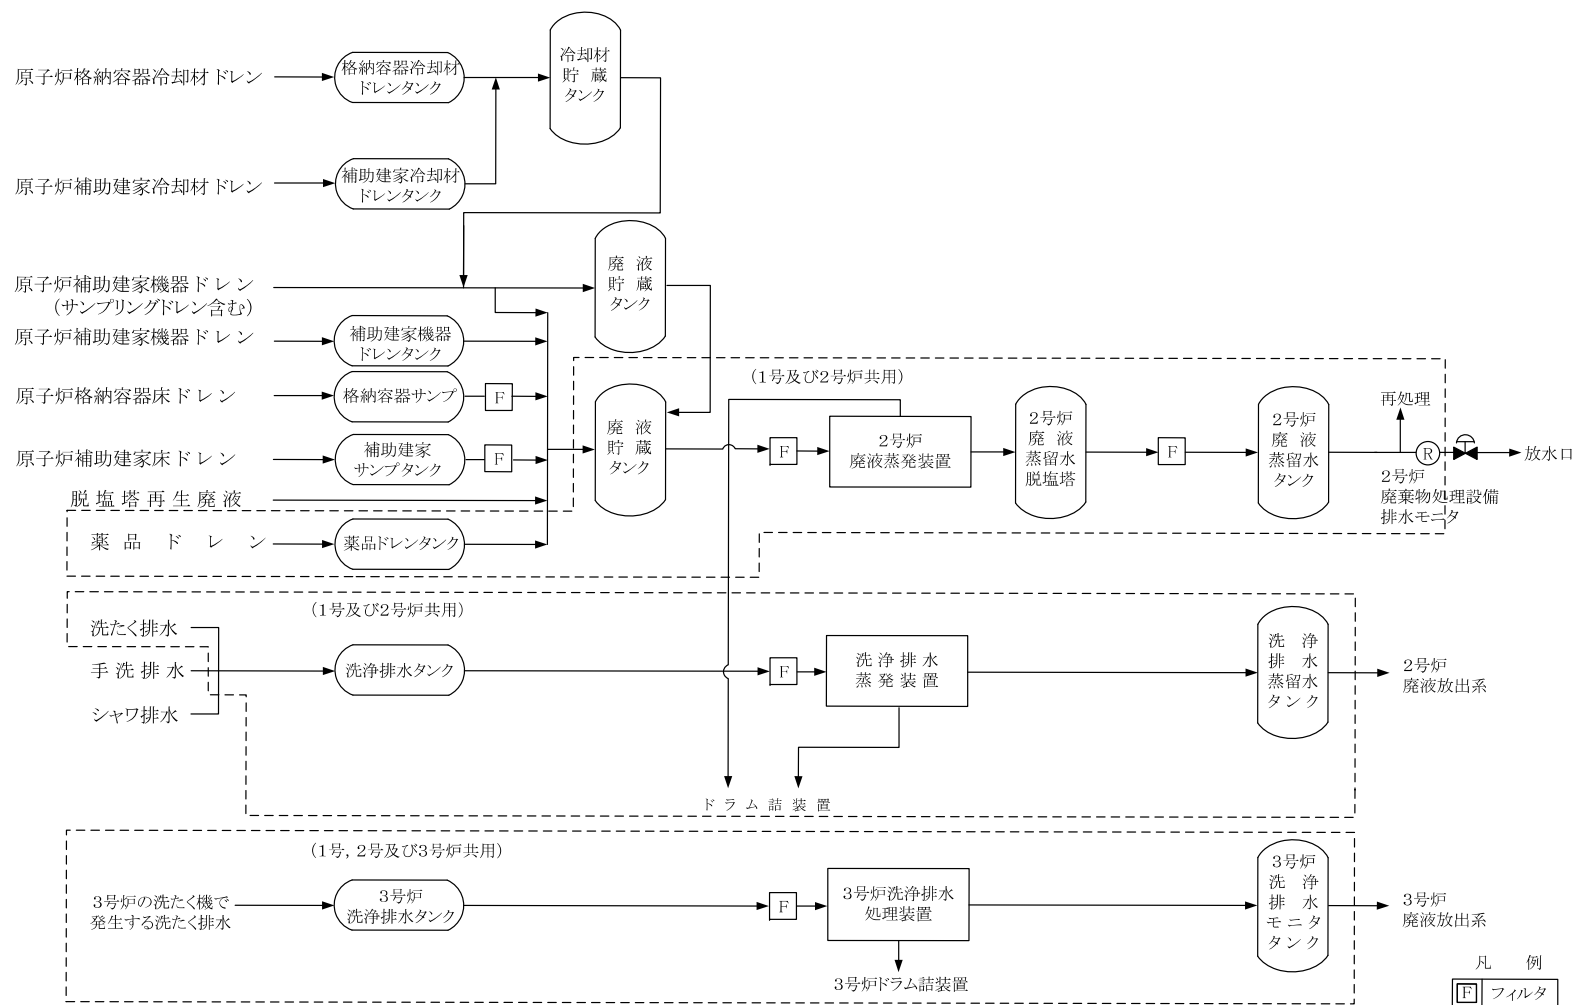 原子炉格納容器冷却材ドレン
格納容器冷却材
ドレンタンク
冷却材
貯蔵
タンク
原子炉補助建家冷却材ドレン
補助建家冷却材
ドレンタンク
原子炉補助建家機器ドレン
(サンプリングドレン含む)
廃液
貯蔵
タンク
原子炉補助建家機器ドレン
補助建家機器
ドレンタンク
原子炉格納容器床ドレン
格納容器サンプ
F
原子炉補助建家床ドレン
補助建家
サンプタンク
F
脱塩塔再生廃液
薬品ドレン
薬品ドレンタンク
(1号及び2号炉共用)
廃液
貯蔵
タンク
F
2号炉
廃液蒸発装置
2号炉
廃液
蒸留水
脱塩塔
F
2号炉
廃液
蒸留水
タンク
再処理
R
放水口
2号炉
廃棄物処理設備
排水モニタ
(1号及び2号炉共用)
洗たく排水
手洗排水
シャワ排水
洗浄排水タンク
F
洗浄排水
蒸発装置
洗浄
排水
蒸留水
タンク
2号炉
廃液放出系
ドラム詰装置
(1号, 2号及び3号炉共用)
3号炉の洗たく機で
発生する洗たく排水
3号炉
洗浄排水タンク
F
3号炉洗浄排水
処理装置
3号炉
洗浄
排水
モニタ
タンク
3号炉
廃液放出系
3号炉ドラム詰装置
凡例
F フィルタ